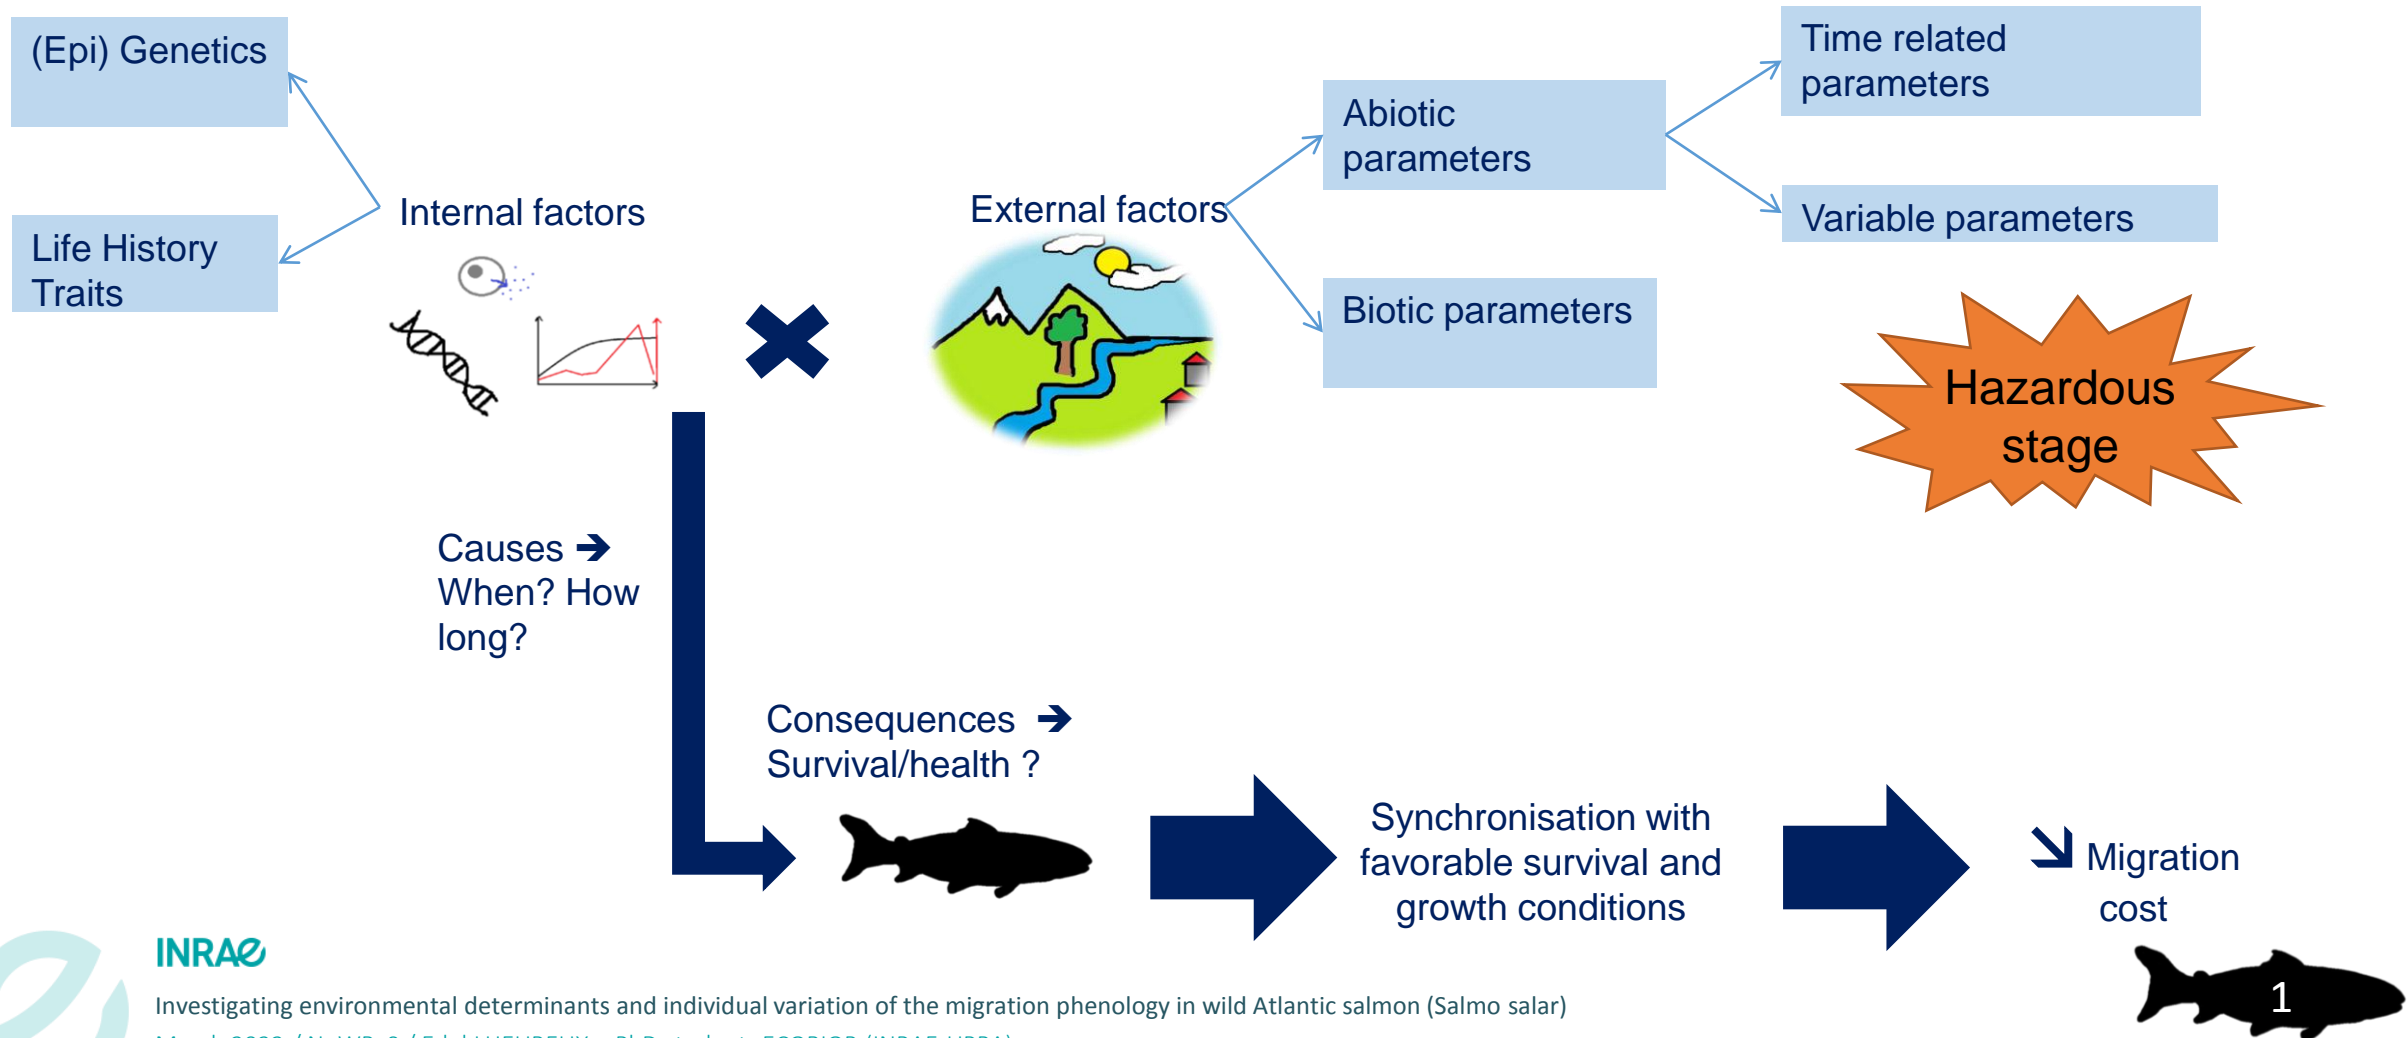 (Epi) Genetics
Life History
Traits
Internal factors
External factors
Abiotic
parameters
Biotic parameters
Time related
parameters
Variable parameters
Hazardous
stage
Causes ➔
When? How
long?
Consequences ➔
Survival/health ?
Synchronisation with
favorable survival and
growth conditions
➘ Migration
cost
INRAE
Investigating environmental determinants and individual variation of the migration phenology in wild Atlantic salmon (Salmo salar)
1